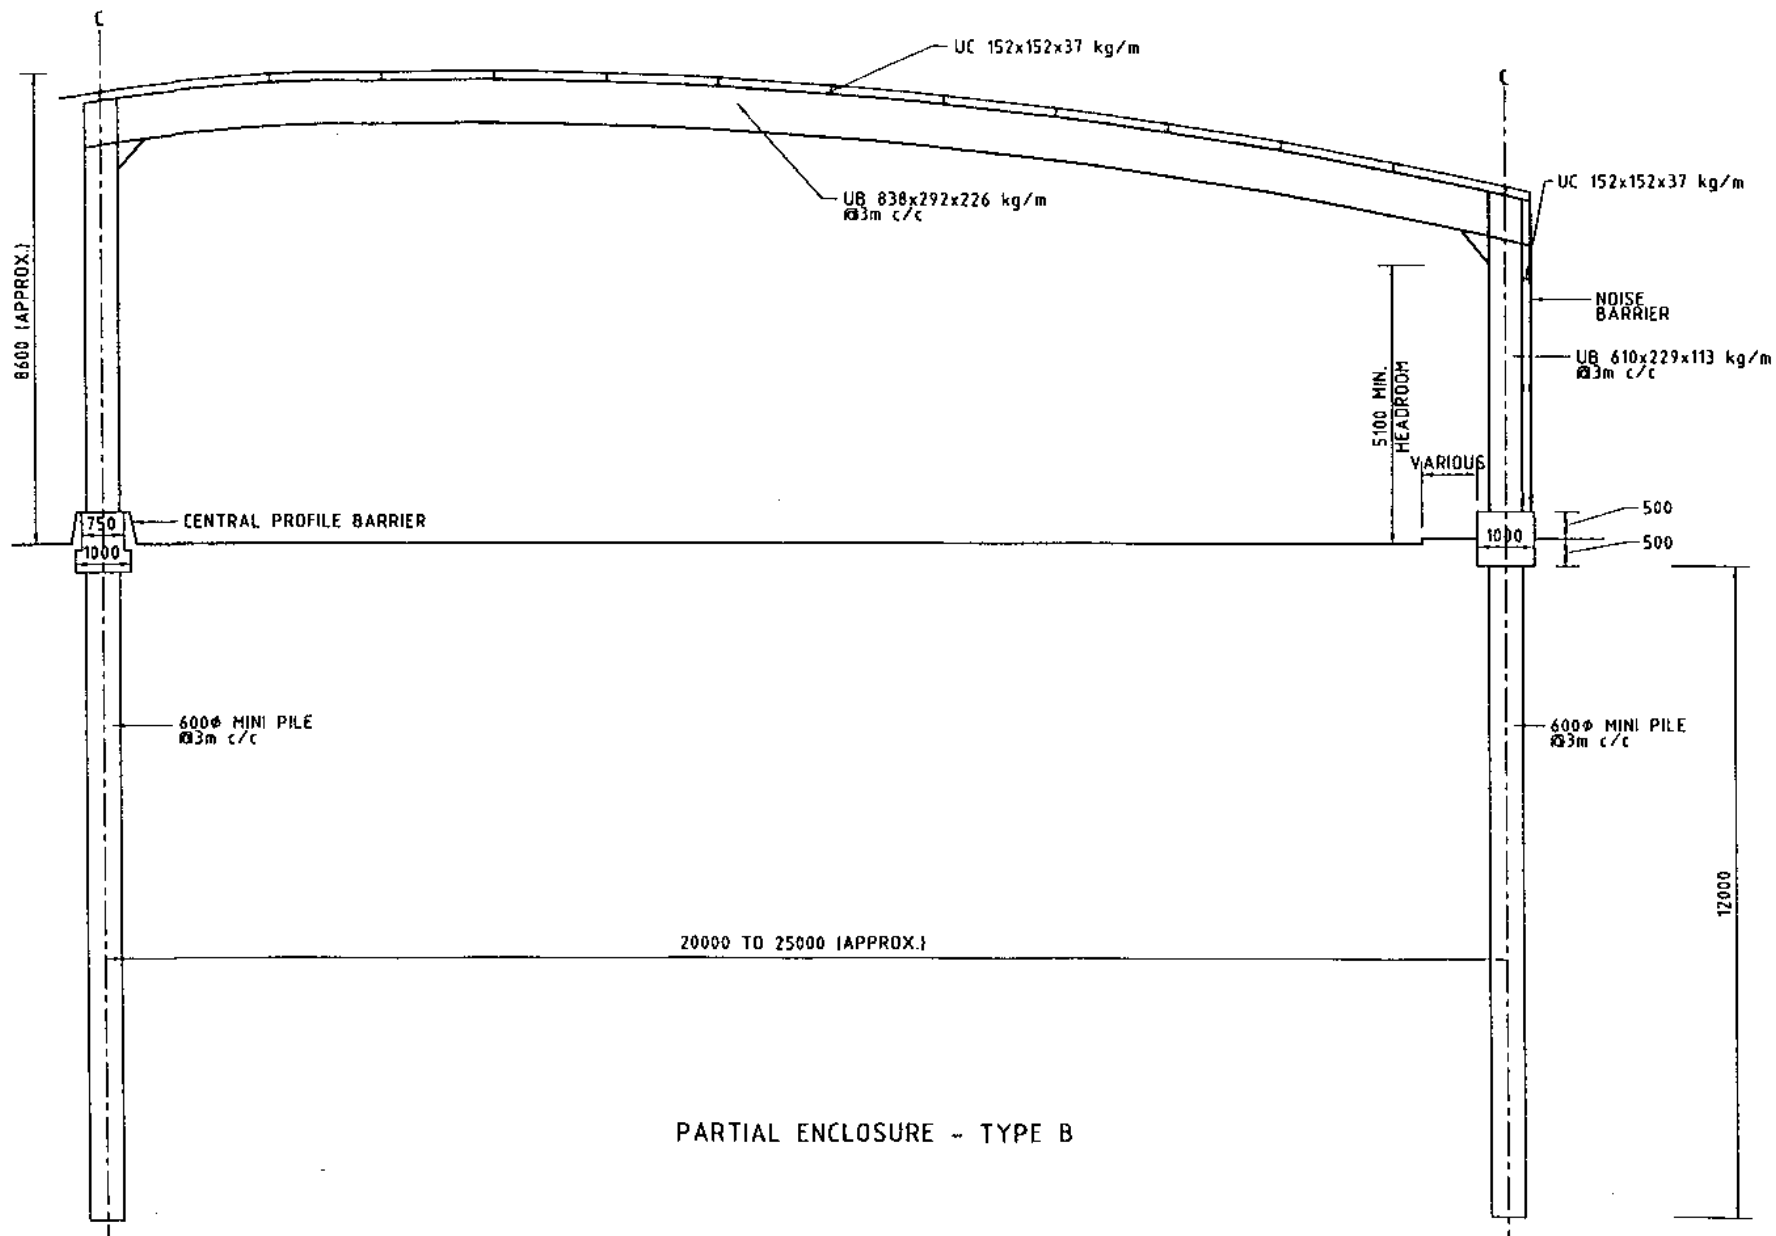 ℄
UC 152x152x37 kg/m
℄
8600 (APPROX.)
UB 838x292x226 kg/m
@3m c/c
UC 152x152x37 kg/m
NOISE
BARRIER
UB 610x229x113 kg/m
@3m c/c
5100 MIN.
HEADROOM
VARIOUS
750
CENTRAL PROFILE BARRIER
1000
1000
500
500
600Φ MINI PILE
@3m c/c
600Φ MINI PILE
@3m c/c
12000
20000 TO 25000 (APPROX.)
PARTIAL ENCLOSURE - TYPE B